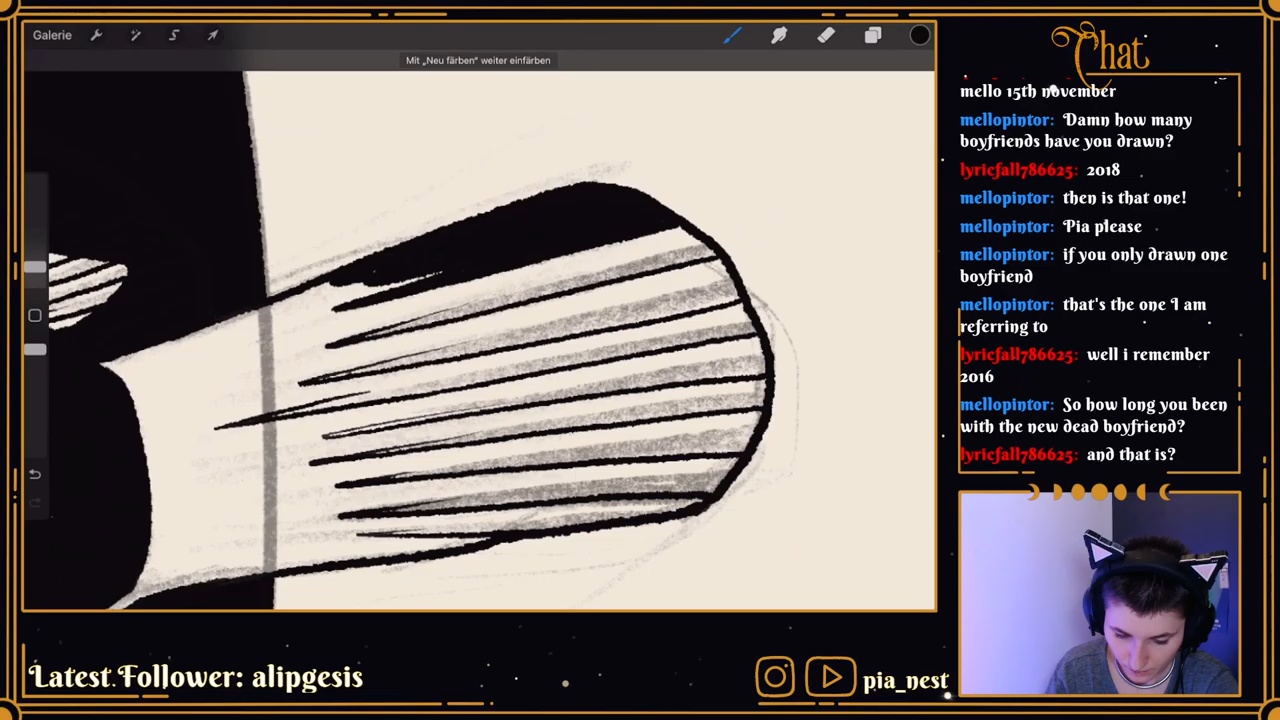 Galerie
Mit „Neu färben“ weiter einfärben
Chat
mello 15th november
mellopintor: Damn how many
boyfriends have you drawn?
lyricfall786625: 2018
mellopintor: then is that one!
mellopintor: Pia please
mellopintor: if you only drawn one
boyfriend
mellopintor: that's the one I am
referring to
lyricfall786625: well i remember
2016
mellopintor: So how long you been
with the new dead boyfriend?
lyricfall786625: and that is?
Latest Follower: alipgesis
pia_nest